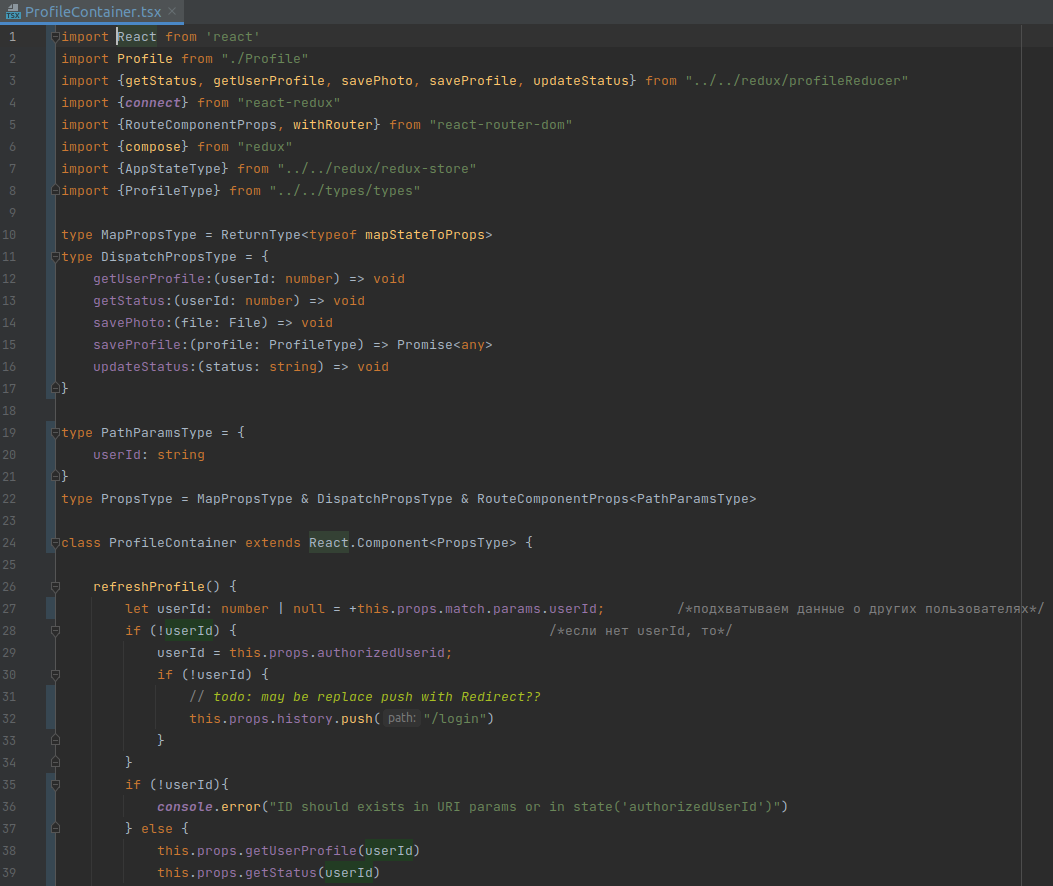 ProfileContainer.tsx
1 import React from 'react'
2 import Profile from "./Profile"
3 import {getStatus, getUserProfile, savePhoto, saveProfile, updateStatus} from "../../redux/profileReducer"
4 import {connect} from "react-redux"
5 import {RouteComponentProps, withRouter} from "react-router-dom"
6 import {compose} from "redux"
7 import {AppStateType} from "../../redux/redux-store"
8 import {ProfileType} from "../../types/types"
9
10 type MapPropsType = ReturnType<typeof mapStateToProps>
11 type DispatchPropsType = {
12     getUserProfile:(userId: number) => void
13     getStatus:(userId: number) => void
14     savePhoto:(file: File) => void
15     saveProfile:(profile: ProfileType) => Promise<any>
16     updateStatus:(status: string) => void
17 }
18
19 type PathParamsType = {
20     userId: string
21 }
22 type PropsType = MapPropsType & DispatchPropsType & RouteComponentProps<PathParamsType>
23
24 class ProfileContainer extends React.Component<PropsType> {
25
26     refreshProfile() {
27         let userId: number | null = +this.props.match.params.userId;         /*подхватываем данные о других пользователях*/
28         if (!userId) {                                       /*если нет userId, то*/
29             userId = this.props.authorizedUserid;
30             if (!userId) {
31                 // todo: may be replace push with Redirect??
32                 this.props.history.push( path: "/login")
33             }
34         }
35         if (!userId){
36             console.error("ID should exists in URI params or in state('authorizedUserId')")
37         } else {
38             this.props.getUserProfile(userId)
39             this.props.getStatus(userId)